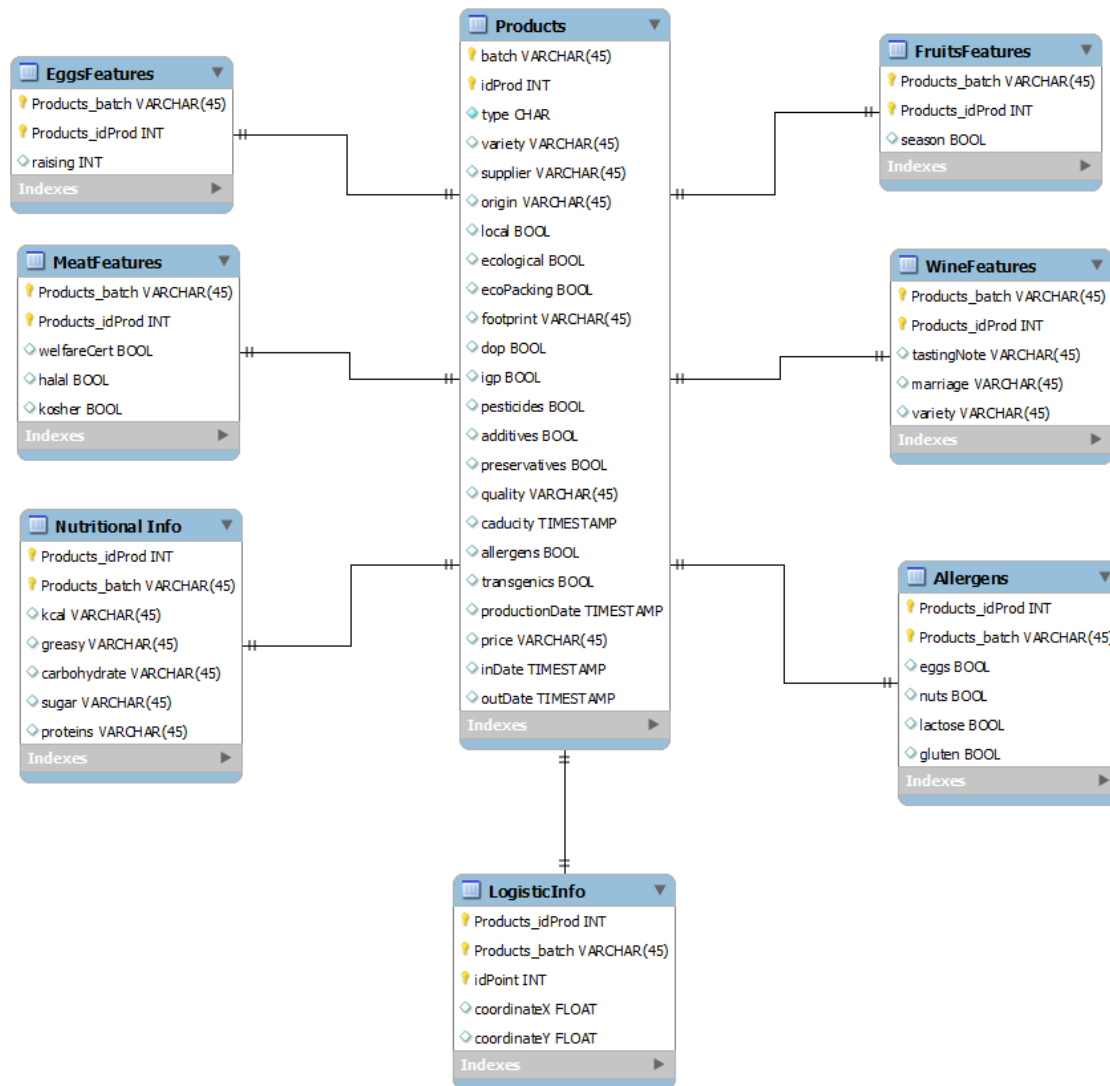 Products
batch VARCHAR(45)
idProd INT
type CHAR
variety VARCHAR(45)
supplier VARCHAR(45)
origin VARCHAR(45)
local BOOL
ecological BOOL
ecoPacking BOOL
footprint VARCHAR(45)
dop BOOL
igp BOOL
pesticides BOOL
additives BOOL
preservatives BOOL
quality VARCHAR(45)
caducity TIMESTAMP
allergens BOOL
transgenics BOOL
productionDate TIMESTAMP
price VARCHAR(45)
inDate TIMESTAMP
outDate TIMESTAMP
Indexes
EggsFeatures
Products_batch VARCHAR(45)
Products_idProd INT
raising INT
Indexes
MeatFeatures
Products_batch VARCHAR(45)
Products_idProd INT
welfareCert BOOL
halal BOOL
kosher BOOL
Indexes
Nutritional Info
Products_idProd INT
Products_batch VARCHAR(45)
kcal VARCHAR(45)
greasy VARCHAR(45)
carbohydrate VARCHAR(45)
sugar VARCHAR(45)
proteins VARCHAR(45)
Indexes
FruitsFeatures
Products_batch VARCHAR(45)
Products_idProd INT
season BOOL
Indexes
WineFeatures
Products_batch VARCHAR(45)
Products_idProd INT
tastingNote VARCHAR(45)
marriage VARCHAR(45)
variety VARCHAR(45)
Indexes
Allergens
Products_idProd INT
Products_batch VARCHAR(45)
eggs BOOL
nuts BOOL
lactose BOOL
gluten BOOL
Indexes
LogisticInfo
Products_idProd INT
Products_batch VARCHAR(45)
idPoint INT
coordinateX FLOAT
coordinateY FLOAT
Indexes